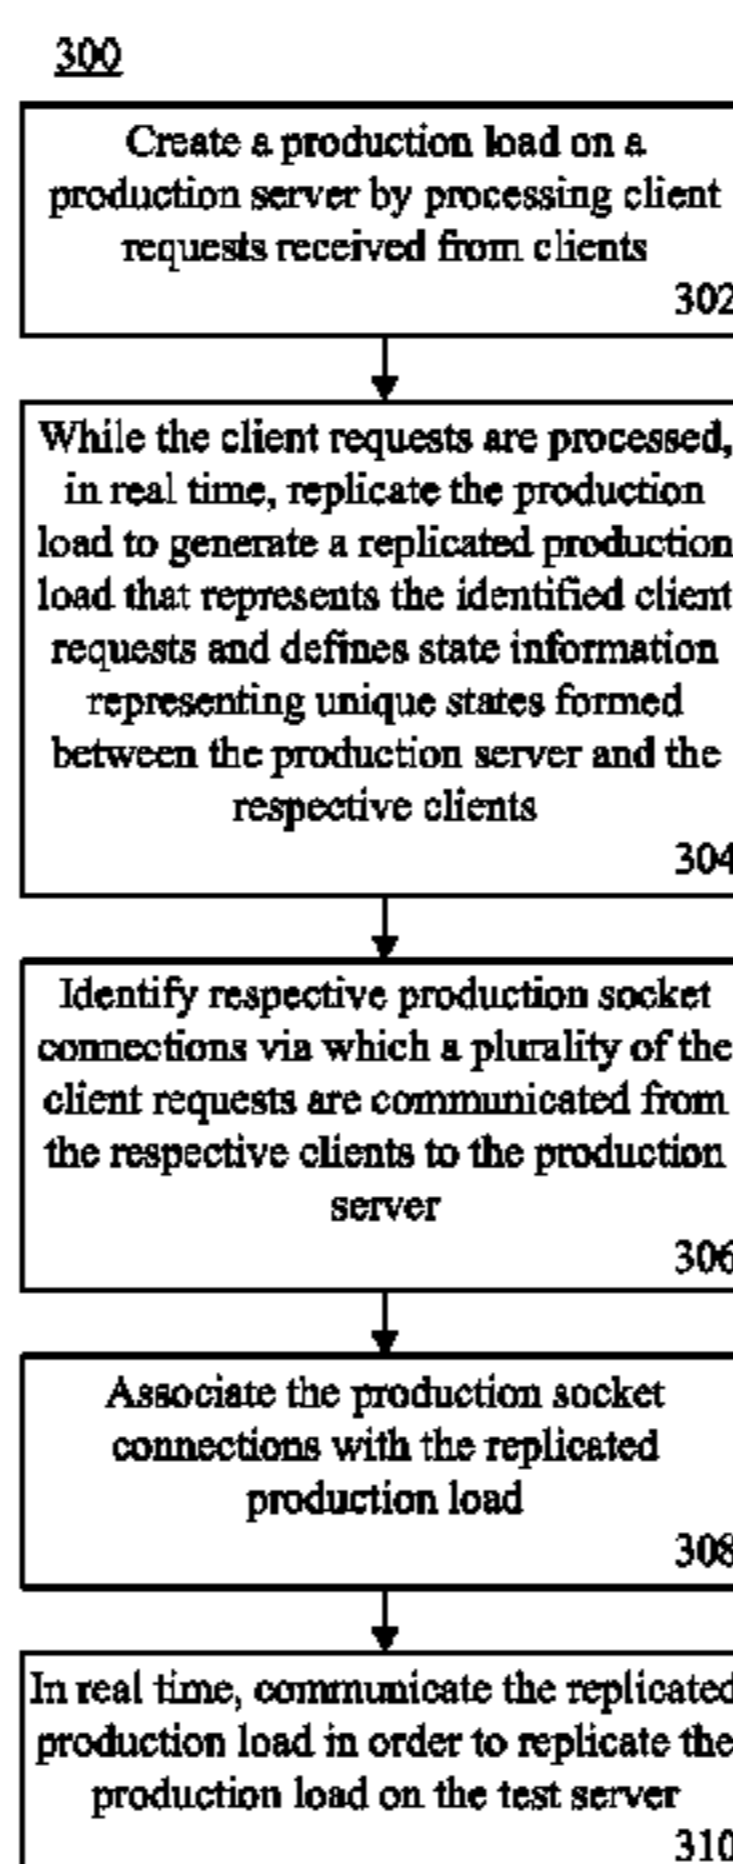 300
Create a production load on a
production server by processing client
requests received from clients
302
While the client requests are processed,
in real time, replicate the production
load to generate a replicated production
load that represents the identified client
requests and defines state information
representing unique states formed
between the production server and the
respective clients
304
Identify respective production socket
connections via which a plurality of the
client requests are communicated from
the respective clients to the production
server
306
Associate the production socket
connections with the replicated
production load
308
In real time, communicate the replicated
production load in order to replicate the
production load on the test server
310